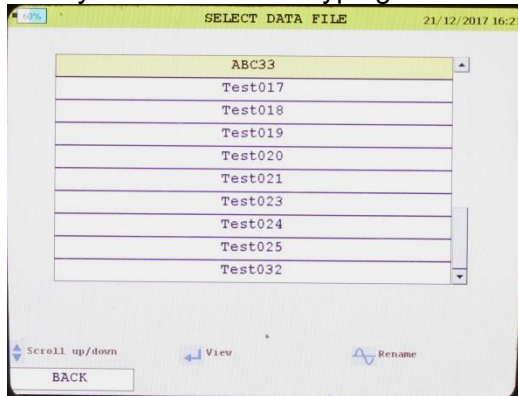 60% SELECT DATA FILE 21/12/2017 16:21
ABC33
Test017
Test018
Test019
Test020
Test021
Test023
Test024
Test025
Test032
Scroll up/down View Rename
BACK